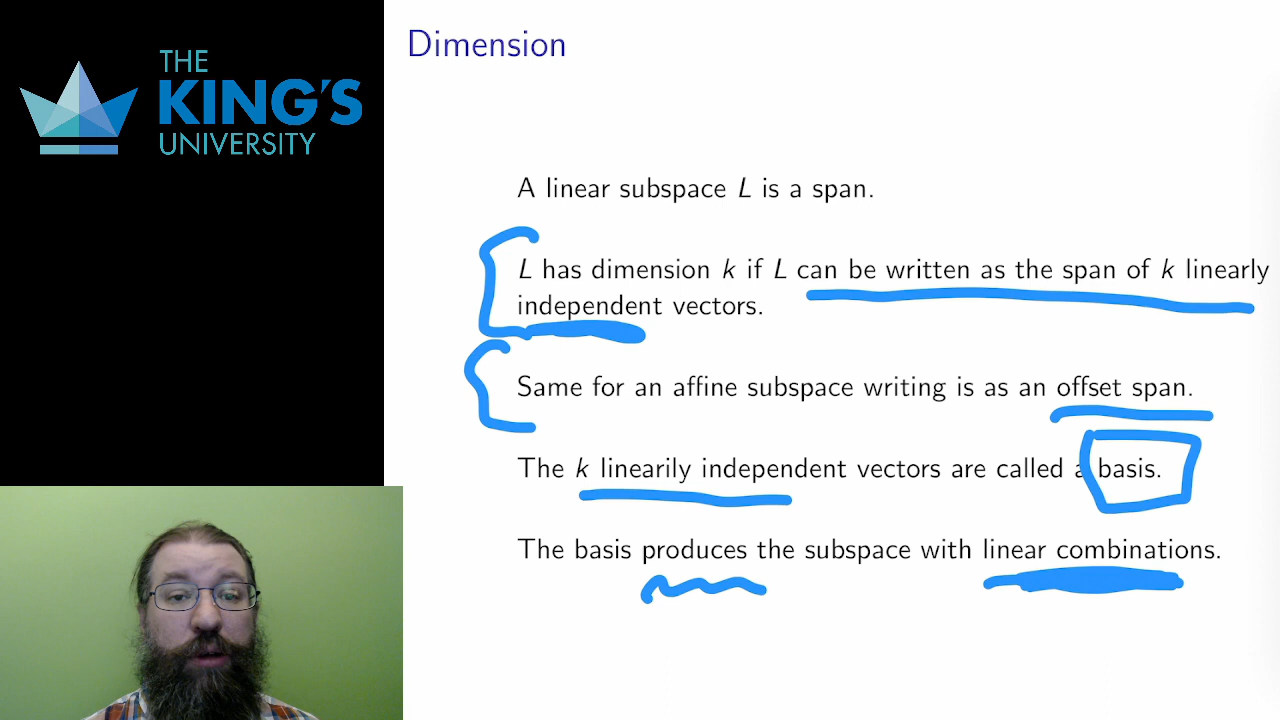 THE
KING'S
UNIVERSITY
Dimension
A linear subspace L is a span.
L has dimension k if L can be written as the span of k linearly
independent vectors.
Same for an affine subspace writing is as an offset span.
The k linearily independent vectors are called a basis.
The basis produces the subspace with linear combinations.